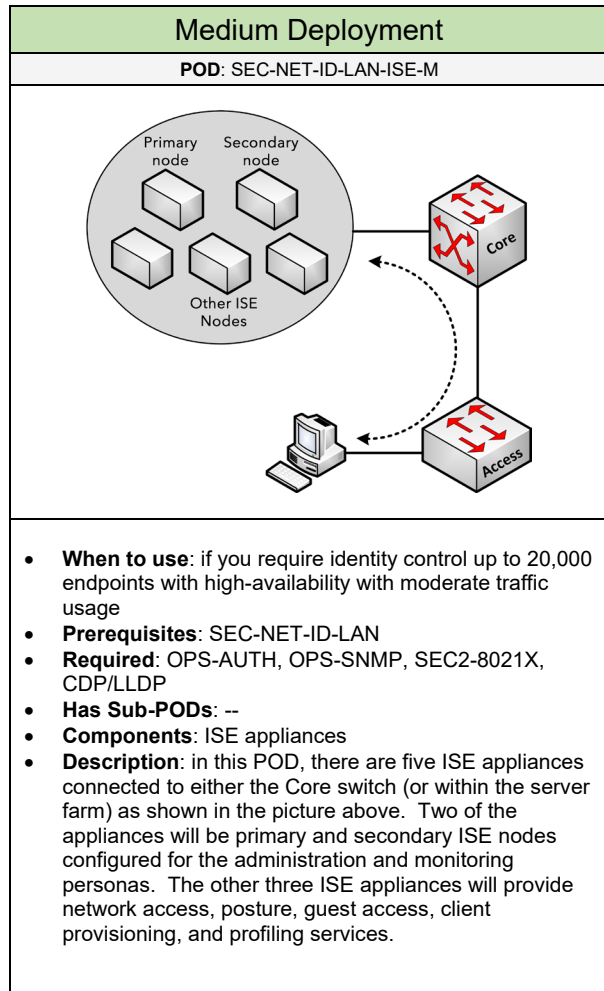 Medium Deployment
POD: SEC-NET-ID-LAN-ISE-M
Primary node
Secondary node
Other ISE
Nodes
Core
Access
• When to use: if you require identity control up to 20,000
endpoints with high-availability with moderate traffic
usage
• Prerequisites: SEC-NET-ID-LAN
• Required: OPS-AUTH, OPS-SNMP, SEC2-8021X,
CDP/LLDP
• Has Sub-PODs: --
• Components: ISE appliances
• Description: in this POD, there are five ISE appliances
connected to either the Core switch (or within the server
farm) as shown in the picture above.  Two of the
appliances will be primary and secondary ISE nodes
configured for the administration and monitoring
personas.  The other three ISE appliances will provide
network access, posture, guest access, client
provisioning, and profiling services.